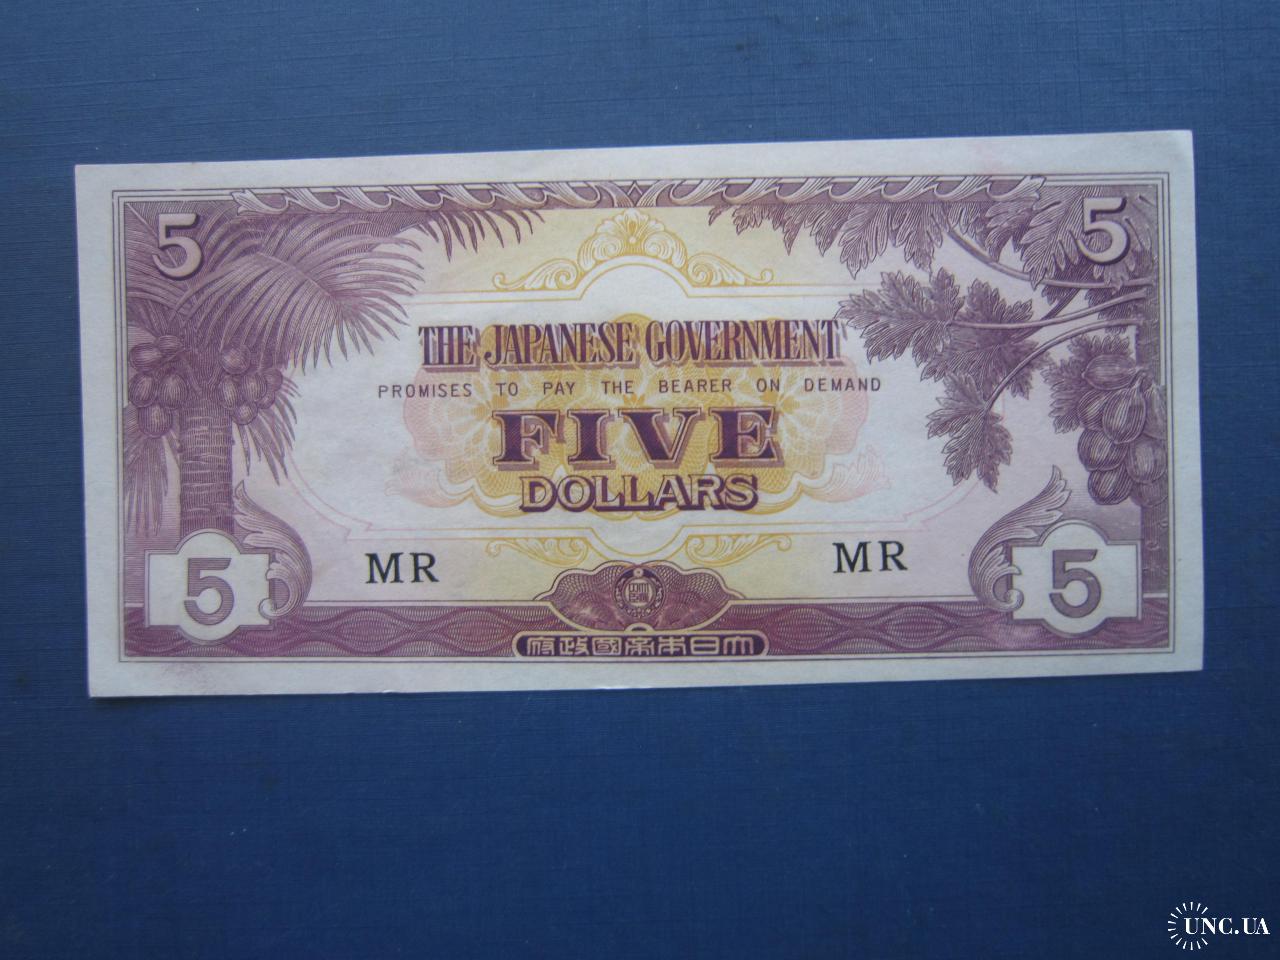 5 5
THE JAPANESE GOVERNMENT
PROMISES TO PAY THE BEARER ON DEMAND
FIVE
DOLLARS
MR MR
5 5
府政國帝本日大
UNC.UA